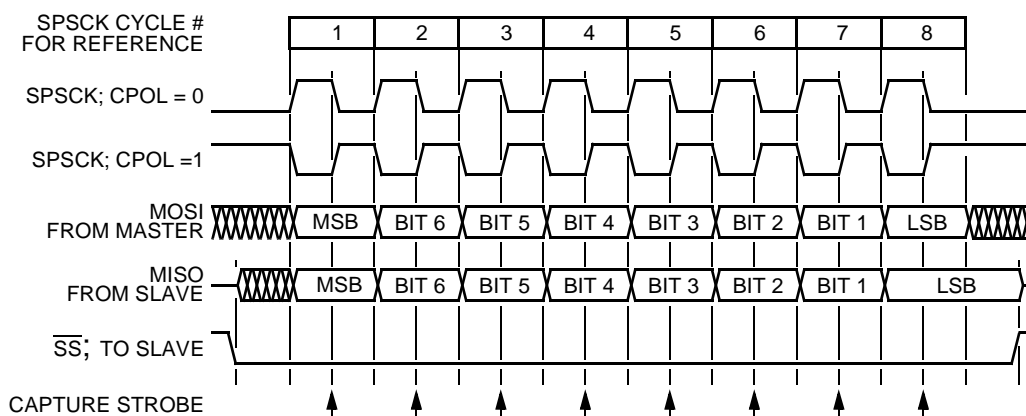 SPSCK CYCLE #
FOR REFERENCE
1 2 3 4 5 6 7 8
SPSCK; CPOL = 0
SPSCK; CPOL =1
MOSI
FROM MASTER
MSB BIT 6 BIT 5 BIT 4 BIT 3 BIT 2 BIT 1 LSB
MISO
FROM SLAVE
MSB BIT 6 BIT 5 BIT 4 BIT 3 BIT 2 BIT 1 LSB
SS; TO SLAVE
CAPTURE STROBE